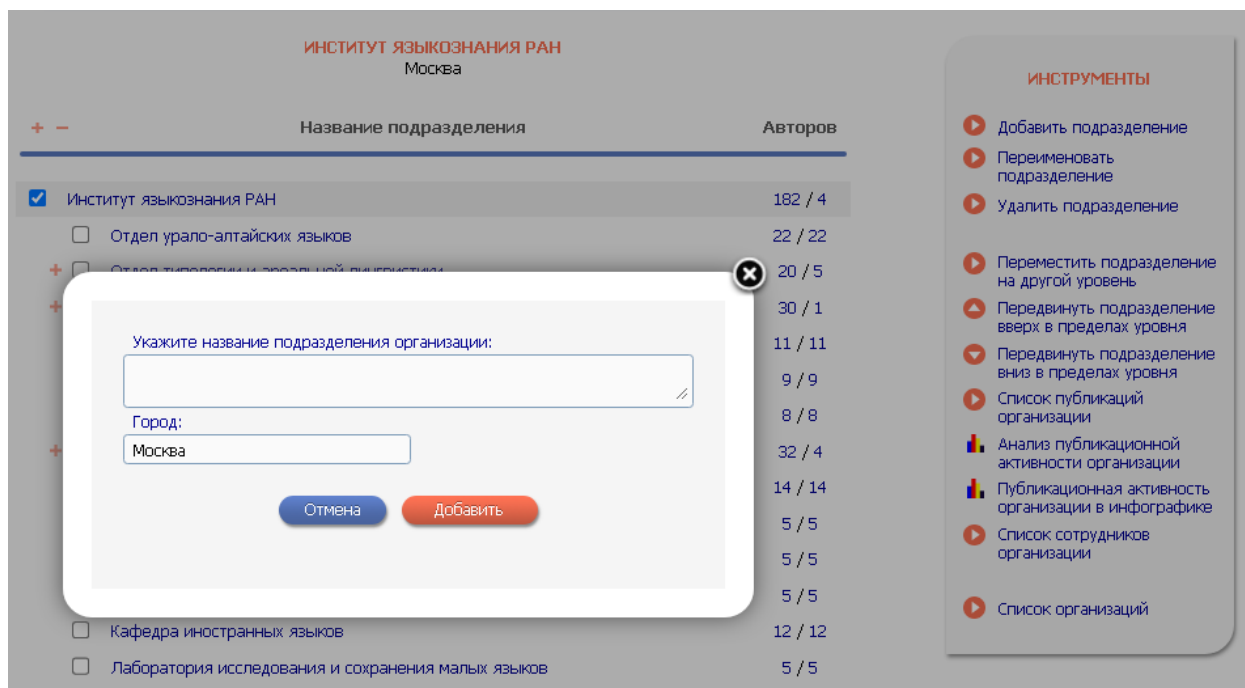 ИНСТИТУТ ЯЗЫКОЗНАНИЯ РАН
Москва
Название подразделения
Авторов
Институт языкознания РАН 182 / 4
Отдел урало-алтайских языков 22 / 22
Отдел типологии и ареальной лингвистики 20 / 5
30 / 1
11 / 11
9 / 9
8 / 8
32 / 4
14 / 14
5 / 5
5 / 5
5 / 5
Кафедра иностранных языков 12 / 12
Лаборатория исследования и сохранения малых языков 5 / 5
Укажите название подразделения организации:
Город:
Москва
Отмена
Добавить
ИНСТРУМЕНТЫ
Добавить подразделение
Переименовать
подразделение
Удалить подразделение
Переместить подразделение
на другой уровень
Передвинуть подразделение
вверх в пределах уровня
Передвинуть подразделение
вниз в пределах уровня
Список публикаций
организации
Анализ публикационной
активности организации
Публикационная активность
организации в инфографике
Список сотрудников
организации
Список организаций